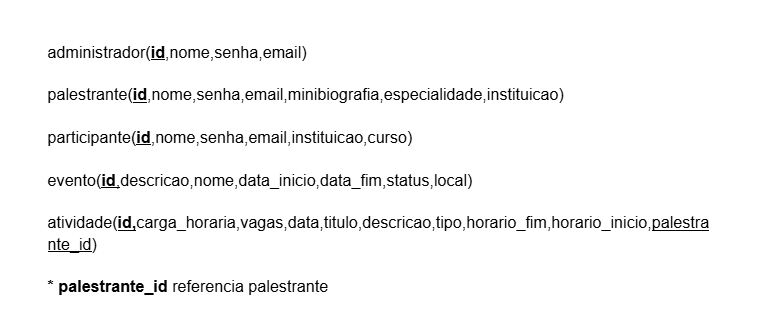 administrador(id,nome,senha,email)
palestrante(id,nome,senha,email,minibiografia,especialidade,instituicao)
participante(id,nome,senha,email,instituicao,curso)
evento(id,descricao,nome,data_inicio,data_fim,status,local)
atividade(id,carga_horaria,vagas,data,titulo,descricao,tipo,horario_fim,horario_inicio,palestra
nte_id)
* palestrante_id referencia palestrante